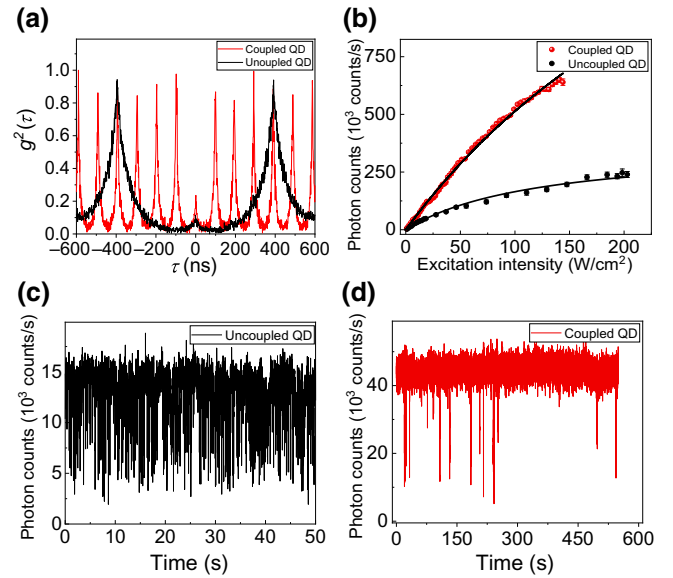 (a)
Coupled QD
Unoupled QD
g²(τ)
1.0
0.8
0.6
0.4
0.2
0.0
−600 −400 −200 0 200 400 600
τ (ns)
(b)
Coupled QD
Uncoupled QD
Photon counts (10³ counts/s)
750
500
250
0
0 50 100 150 200
Excitation intensity (W/cm²)
(c)
Uncoupled QD
Photon counts (10³ counts/s)
15
10
5
0
0 10 20 30 40 50
Time (s)
(d)
Coupled QD
Photon counts (10³ counts/s)
40
20
0
0 150 300 450 600
Time (s)